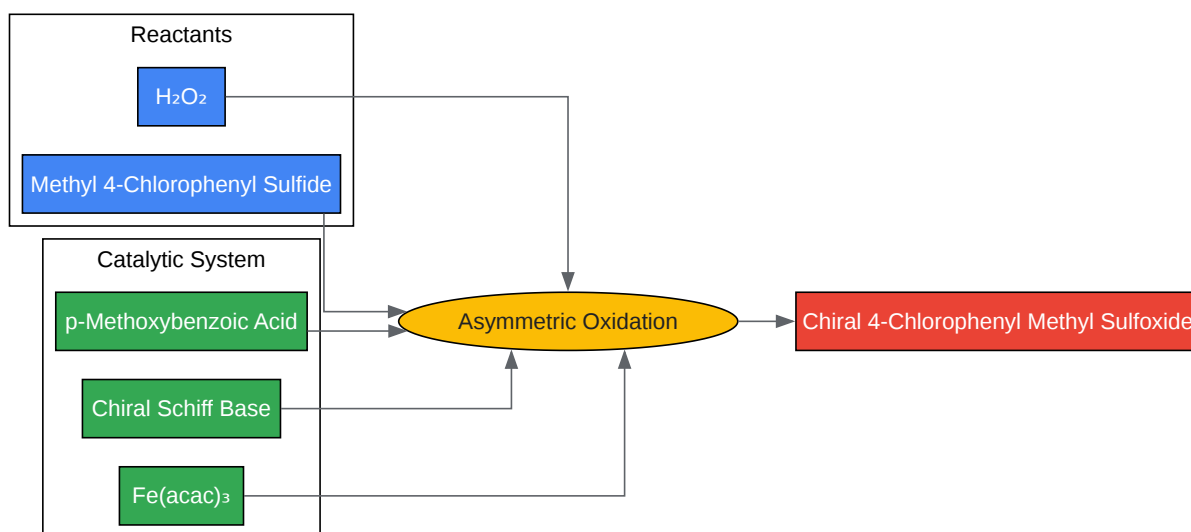 Reactants
H₂O₂
Methyl 4-Chlorophenyl Sulfide
Catalytic System
p-Methoxybenzoic Acid
Chiral Schiff Base
Fe(acac)₃
Asymmetric Oxidation
Chiral 4-Chlorophenyl Methyl Sulfoxide